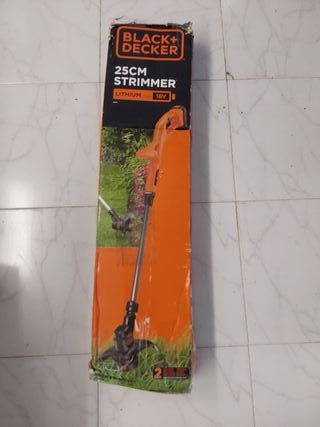 BLACK+
DECKER
25CM
STRIMMER
LITHIUM 18V
2